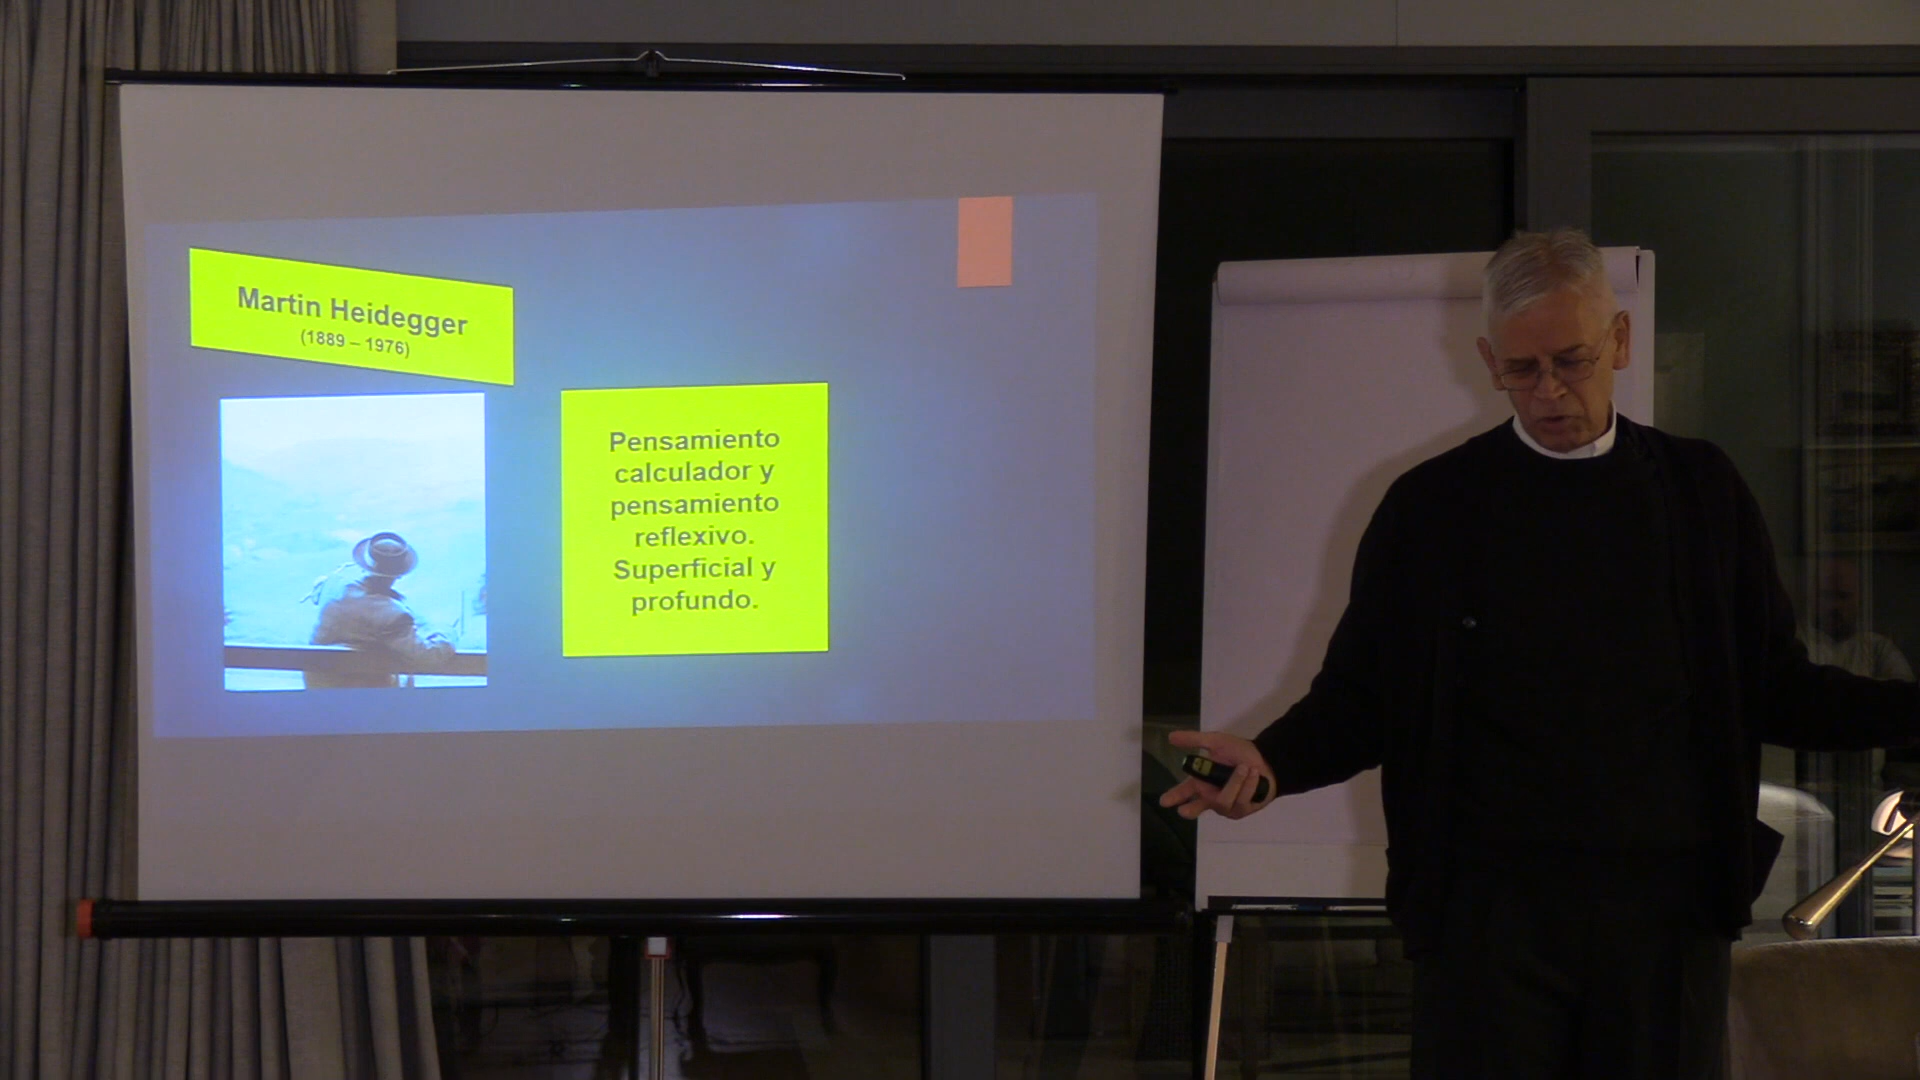 Martin Heidegger
(1889 – 1976)
Pensamiento
calculador y
pensamiento
reflexivo.
Superficial y
profundo.